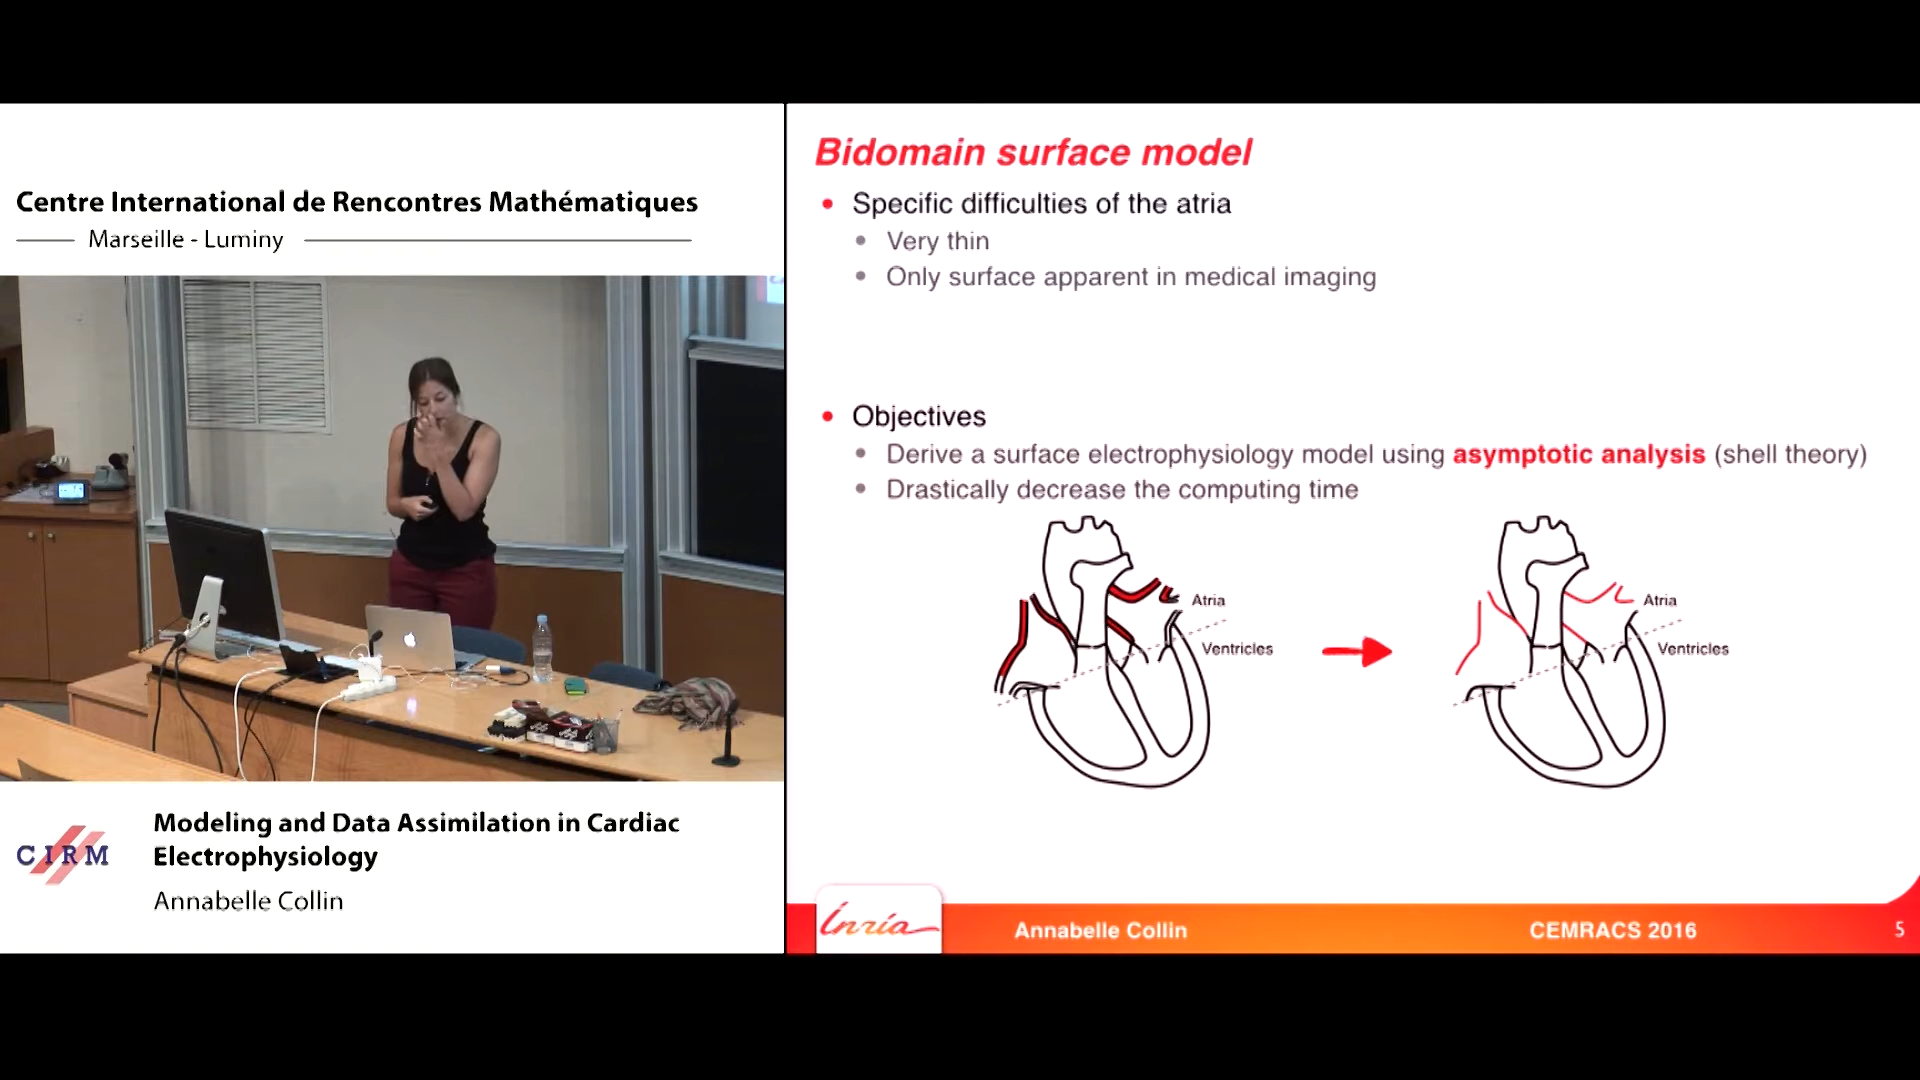 Centre International de Rencontres Mathématiques
Marseille - Luminy
CIRM
Modeling and Data Assimilation in Cardiac
Electrophysiology
Annabelle Collin
Bidomain surface model
Specific difficulties of the atria
Very thin
Only surface apparent in medical imaging
Objectives
Derive a surface electrophysiology model using asymptotic analysis (shell theory)
Drastically decrease the computing time
Atria
Ventricles
Atria
Ventricles
Inria
Annabelle Collin
CEMRACS 2016
5